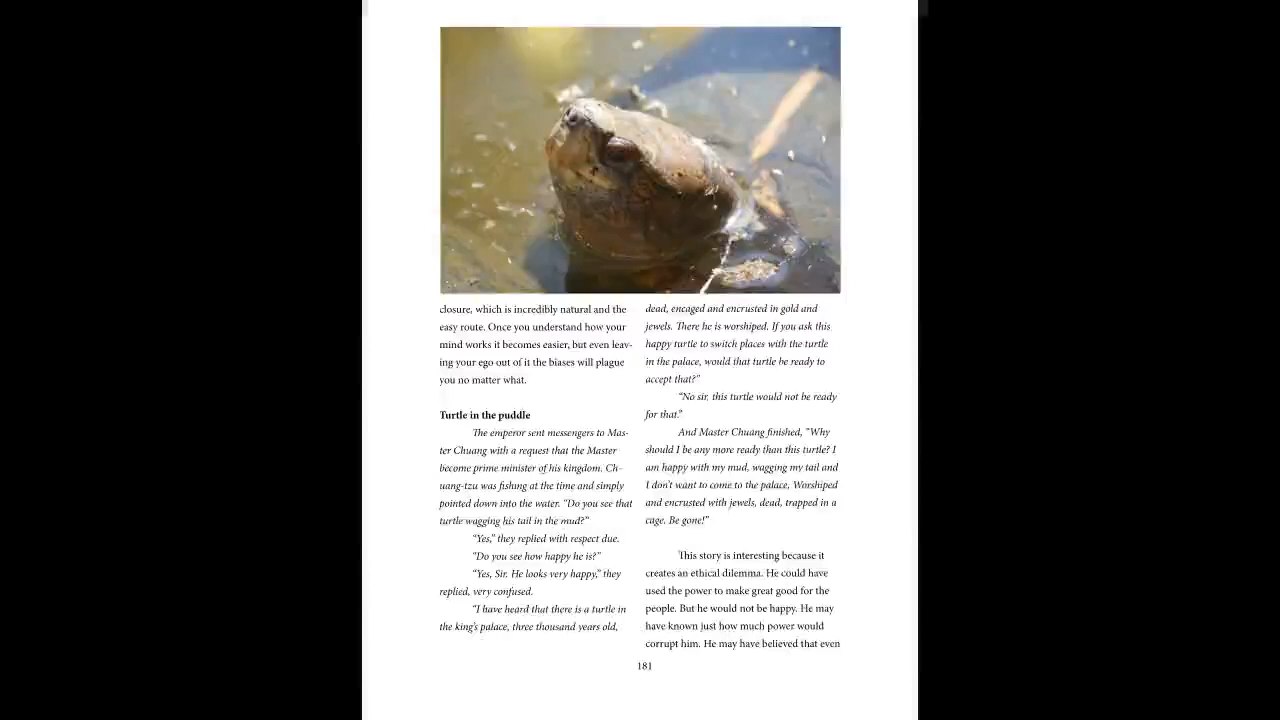 closure, which is incredibly natural and the
easy route. Once you understand how your
mind works it becomes easier, but even leav-
ing your ego out of it the biases will plague
you no matter what.
Turtle in the puddle
The emperor sent messengers to Mas-
ter Chuang with a request that the Master
become prime minister of his kingdom. Ch-
uang-tzu was fishing at the time and simply
pointed down into the water. “Do you see that
turtle wagging his tail in the mud?”
“Yes,” they replied with respect due.
“Do you see how happy he is?”
“Yes, Sir. He looks very happy,” they
replied, very confused.
“I have heard that there is a turtle in
the king’s palace, three thousand years old,
dead, encaged and encrusted in gold and
jewels. There he is worshiped. If you ask this
happy turtle to switch places with the turtle
in the palace, would that turtle be ready to
accept that?”
“No sir, this turtle would not be ready
for that.”
And Master Chuang finished, “Why
should I be any more ready than this turtle? I
am happy with my mud, wagging my tail and
I don’t want to come to the palace, Worshiped
and encrusted with jewels, dead, trapped in a
cage. Be gone!”
This story is interesting because it
creates an ethical dilemma. He could have
used the power to make great good for the
people. But he would not be happy. He may
have known just how much power would
corrupt him. He may have believed that even
181